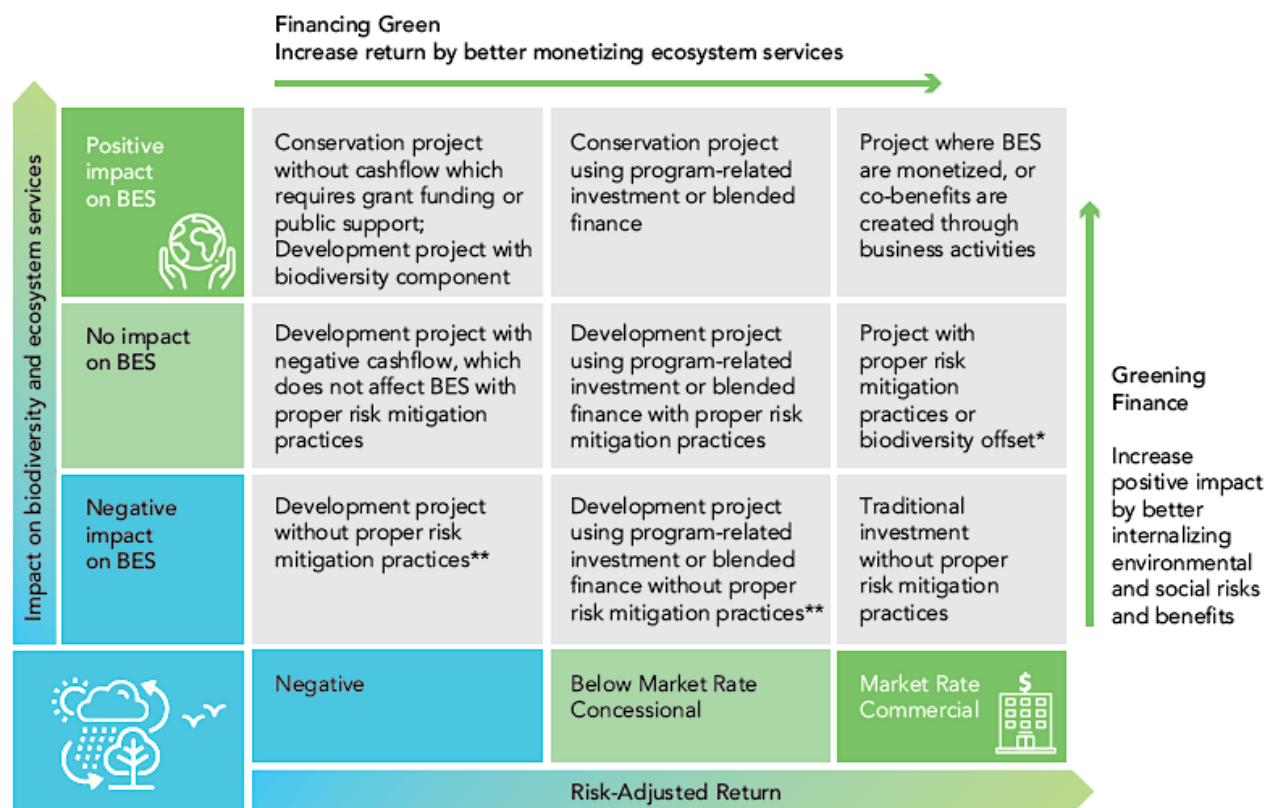 Financing Green
Increase return by better monetizing ecosystem services
Impact on biodiversity and ecosystem services
Positive
impact
on BES
Conservation project
without cashflow which
requires grant funding or
public support;
Development project with
biodiversity component
Conservation project
using program-related
investment or blended
finance
Project where BES
are monetized, or
co-benefits are
created through
business activities
No impact
on BES
Development project with
negative cashflow, which
does not affect BES with
proper risk mitigation
practices
Development project
using program-related
investment or blended
finance with proper risk
mitigation practices
Project with
proper risk
mitigation
practices or
biodiversity offset*
Negative
impact
on BES
Development project
without proper risk
mitigation practices**
Development project
using program-related
investment or blended
finance without proper
risk mitigation practices**
Traditional
investment
without proper
risk mitigation
practices
Greening
Finance
Increase
positive impact
by better
internalizing
environmental
and social risks
and benefits
Negative
Below Market Rate
Concessional
Market Rate
Commercial
$
Risk-Adjusted Return